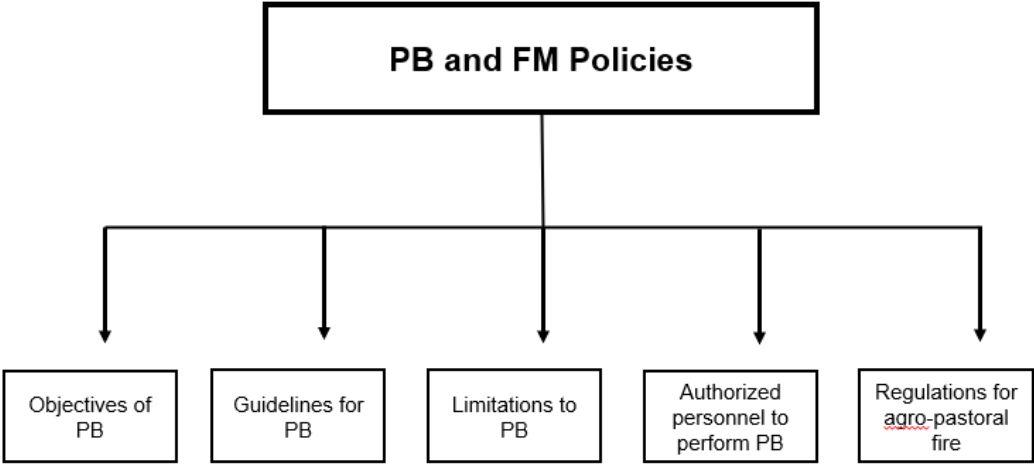 PB and FM Policies
Objectives of
PB
Guidelines for
PB
Limitations to
PB
Authorized
personnel to
perform PB
Regulations for
agro-pastoral
fire